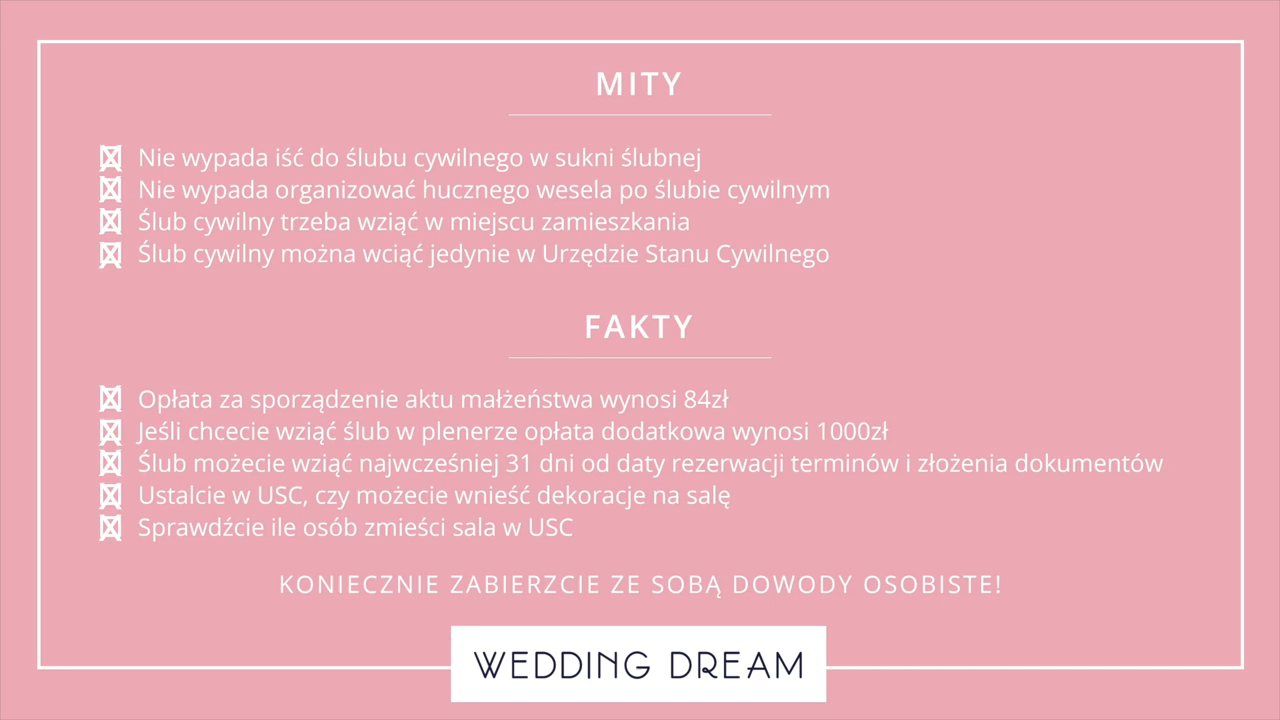 MITY
Nie wypada iść do ślubu cywilnego w sukni ślubnej
Nie wypada organizować hucznego wesela po ślubie cywilnym
Ślub cywilny trzeba wziąć w miejscu zamieszkania
Ślub cywilny można wciąć jedynie w Urzędzie Stanu Cywilnego
FAKTY
Opłata za sporządzenie aktu małżeństwa wynosi 84zł
Jeśli chcecie wziąć ślub w plenerze opłata dodatkowa wynosi 1000zł
Ślub możecie wziąć najwcześniej 31 dni od daty rezerwacji terminów i złożenia dokumentów
Ustalcie w USC, czy możecie wnieść dekoracje na salę
Sprawdźcie ile osób zmieści sala w USC
KONIECZNIE ZABIERZCIE ZE SOBĄ DOWODY OSOBISTE!
WEDDING DREAM